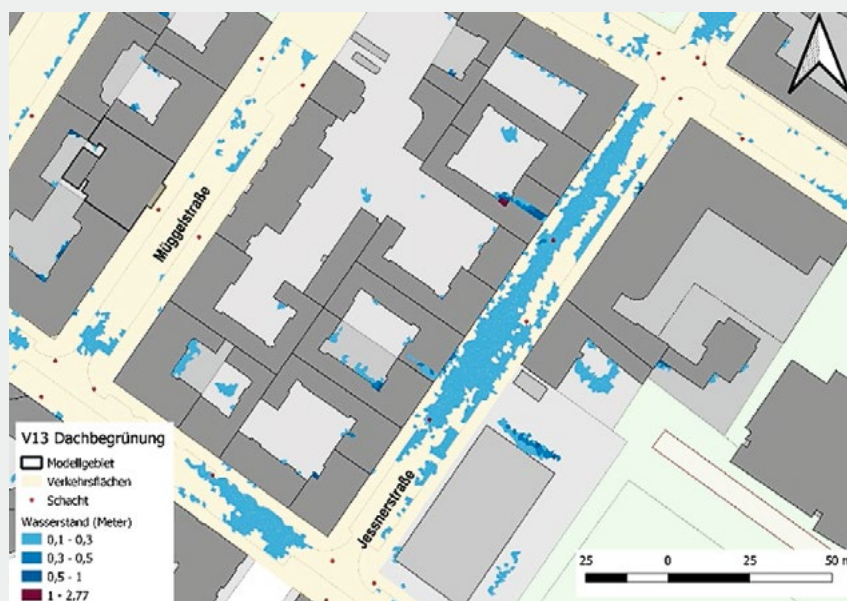 Müggelstraße
Jessnerstraße
V13 Dachbegrünung
Modellgebiet
Verkehrsflächen
Schacht
Wasserstand (Meter)
0,1 - 0,3
0,3 - 0,5
0,5 - 1
1 - 2,77
25 0 25 50 m